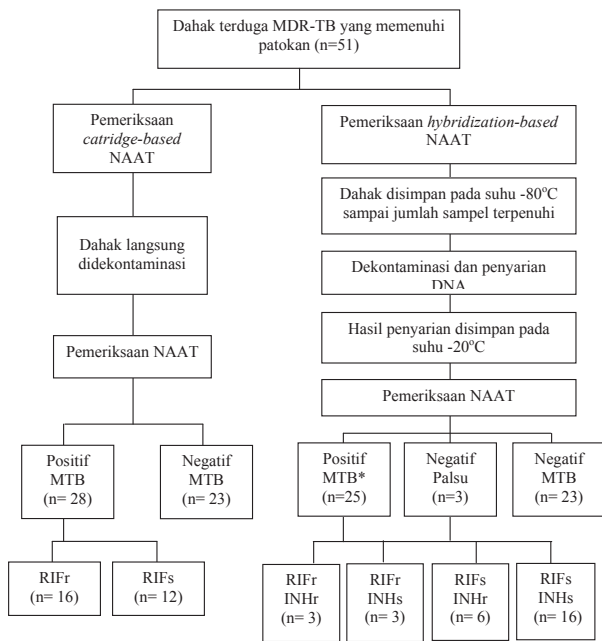 Dahak terduga MDR-TB yang memenuhi
patokan (n=51)
Pemeriksaan
catridge-based
NAAT
Dahak langsung
didekontaminasi
Pemeriksaan NAAT
Positif
MTB
(n= 28)
Negatif
MTB
(n= 23)
RIFr
(n= 16)
RIFs
(n= 12)
Pemeriksaan hybridization-based
NAAT
Dahak disimpan pada suhu -80°C
sampai jumlah sampel terpenuhi
Dekontaminasi dan penyarian
DNA
Hasil penyarian disimpan pada
suhu -20°C
Pemeriksaan NAAT
Positif
MTB*
(n=25)
Negatif
Palsu
(n=3)
Negatif
MTB
(n= 23)
RIFr
INHr
(n= 3)
RIFr
INHs
(n= 3)
RIFs
INHr
(n= 6)
RIFs
INHs
(n= 16)